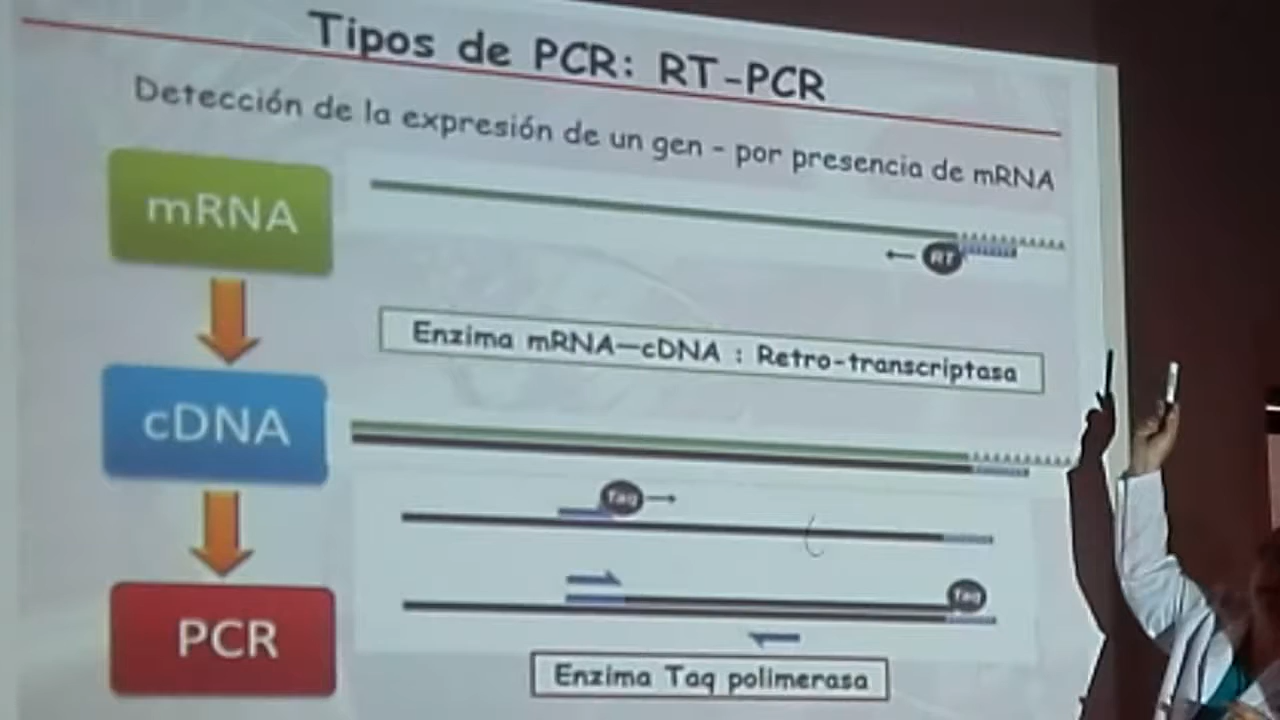 Tipos de PCR: RT-PCR
Detección de la expresión de un gen - por presencia de mRNA
mRNA
RT
Enzima mRNA—cDNA : Retro-transcriptasa
cDNA
Taq
Taq
PCR
Enzima Taq polimerasa